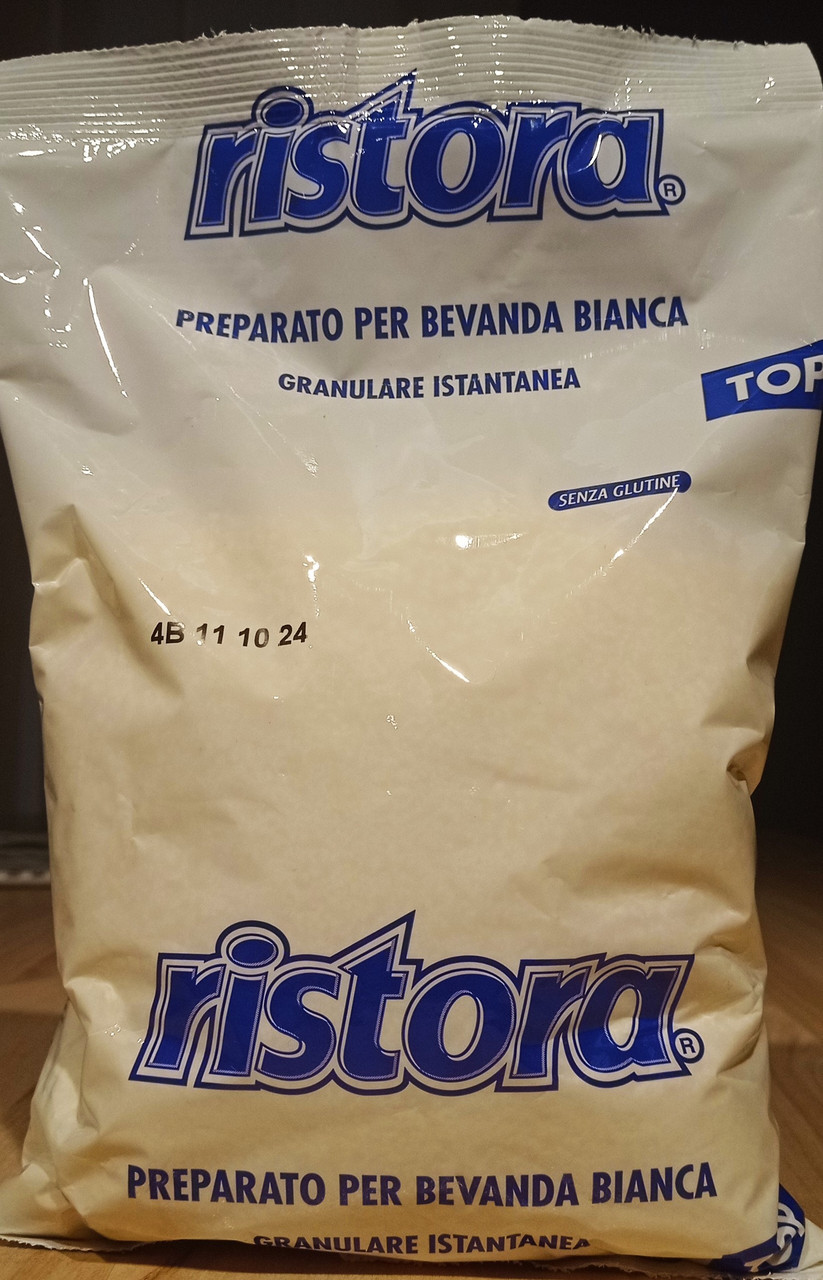 ristora®
PREPARATO PER BEVANDA BIANCA
GRANULARE ISTANTANEA
TOP
SENZA GLUTINE
4B 11 10 24
ristora®
PREPARATO PER BEVANDA BIANCA
GRANULARE ISTANTANEA